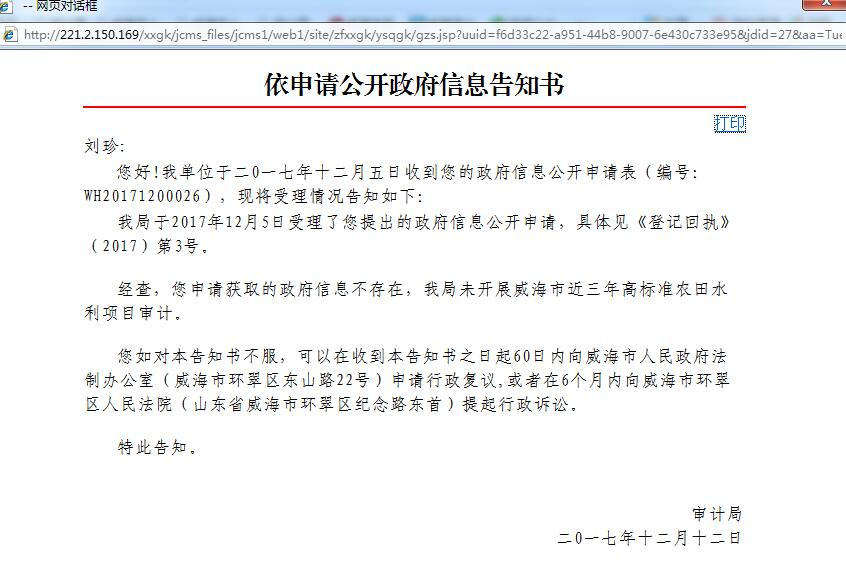 -- 网页对话框
http://221.2.150.169/xxgk/jcms_files/jcms1/web1/site/zfxxgk/ysqgk/gzs.jsp?uuid=f6d33c22-a951-44b8-9007-6e430c733e95&jdid=27&aa=Tue
依申请公开政府信息告知书
打印
刘珍:
您好!我单位于二0一七年十二月五日收到您的政府信息公开申请表(编号:
WH20171200026),现将受理情况告知如下:
我局于2017年12月5日受理了您提出的政府信息公开申请,具体见《登记回执》
(2017)第3号。
经查,您申请获取的政府信息不存在,我局未开展威海市近三年高标准农田水
利项目审计。
您如对本告知书不服,可以在收到本告知书之日起60日内向威海市人民政府法
制办公室(威海市环翠区东山路22号)申请行政复议,或者在6个月内向威海市环翠
区人民法院(山东省威海市环翠区纪念路东首)提起行政诉讼。
特此告知。
审计局
二0一七年十二月十二日